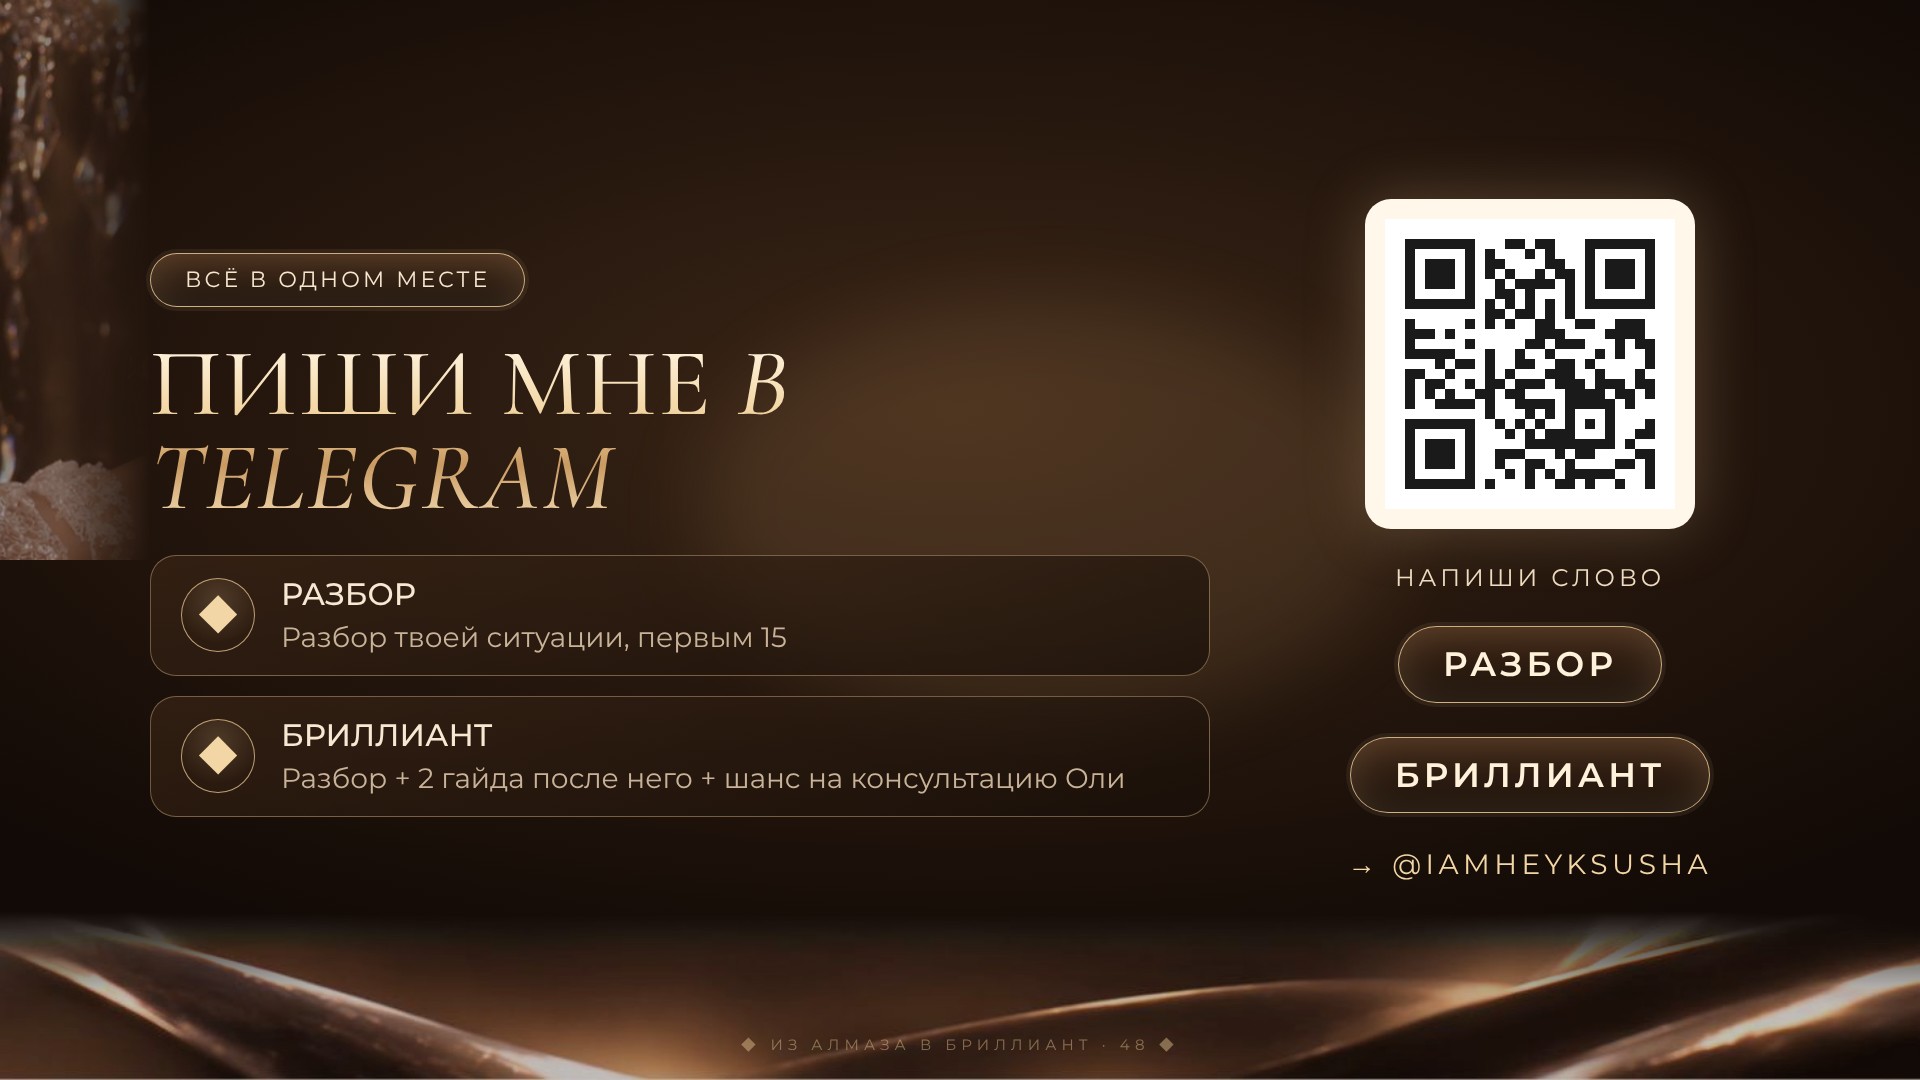 ВСЁ В ОДНОМ МЕСТЕ
ПИШИ МНЕ В
TELEGRAM
РАЗБОР
Разбор твоей ситуации, первым 15
БРИЛЛИАНТ
Разбор + 2 гайда после него + шанс на консультацию Оли
НАПИШИ СЛОВО
РАЗБОР
БРИЛЛИАНТ
→ @IAMHEYKSUSHA
◆ ИЗ АЛМАЗА В БРИЛЛИАНТ · 48 ◆